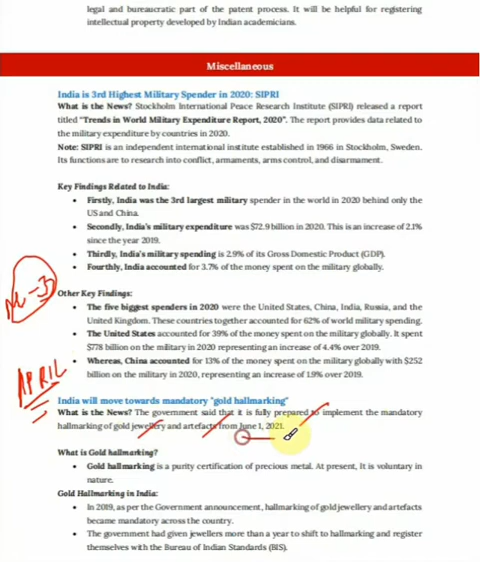 legal and bureaucratic part of the patent process. It will be helpful for registering
intellectual property developed by Indian academicians.
Miscellaneous
India is 3rd Highest Military Spender in 2020: SIPRI
What is the News? Stockholm International Peace Research Institute (SIPRI) released a report
titled "Trends in World Military Expenditure Report, 2020". The report provides data related to
the military expenditure by countries in 2020.
Note: SIPRI is an independent international institute established in 1966 in Stockholm, Sweden.
Its functions are to research into conflict, armaments, arms control, and disarmament.
Key Findings Related to India:
• Firstly, India was the 3rd largest military spender in the world in 2020 behind only the
US and China.
• Secondly, India's military expenditure was $72.9 billion in 2020. This is an increase of 2.1%
since the year 2019.
• Thirdly, India's military spending is 2.9% of its Gross Domestic Product (GDP).
• Fourthly, India accounted for 3.7% of the money spent on the military globally.
Other Key Findings:
• The five biggest spenders in 2020 were the United States, China, India, Russia, and the
United Kingdom. These countries together accounted for 62% of world military spending.
• The United States accounted for 39% of the money spent on the military globally. It spent
$778 billion on the military in 2020 representing an increase of 4.4% over 2019.
• Whereas, China accounted for 13% of the money spent on the military globally with $252
billion on the military in 2020, representing an increase of 1.9% over 2019.
APRIL
India will move towards mandatory "gold hallmarking"
What is the News? The government said that it is fully prepared to implement the mandatory
hallmarking of gold jewellery and artefacts from June 1, 2021.
What is Gold hallmarking?
• Gold hallmarking is a purity certification of precious metal. At present, It is voluntary in
nature.
Gold Hallmarking in India:
• In 2019, as per the Government announcement, hallmarking of gold jewellery and artefacts
became mandatory across the country.
• The government had given jewellers more than a year to shift to hallmarking and register
themselves with the Bureau of Indian Standards (BIS).